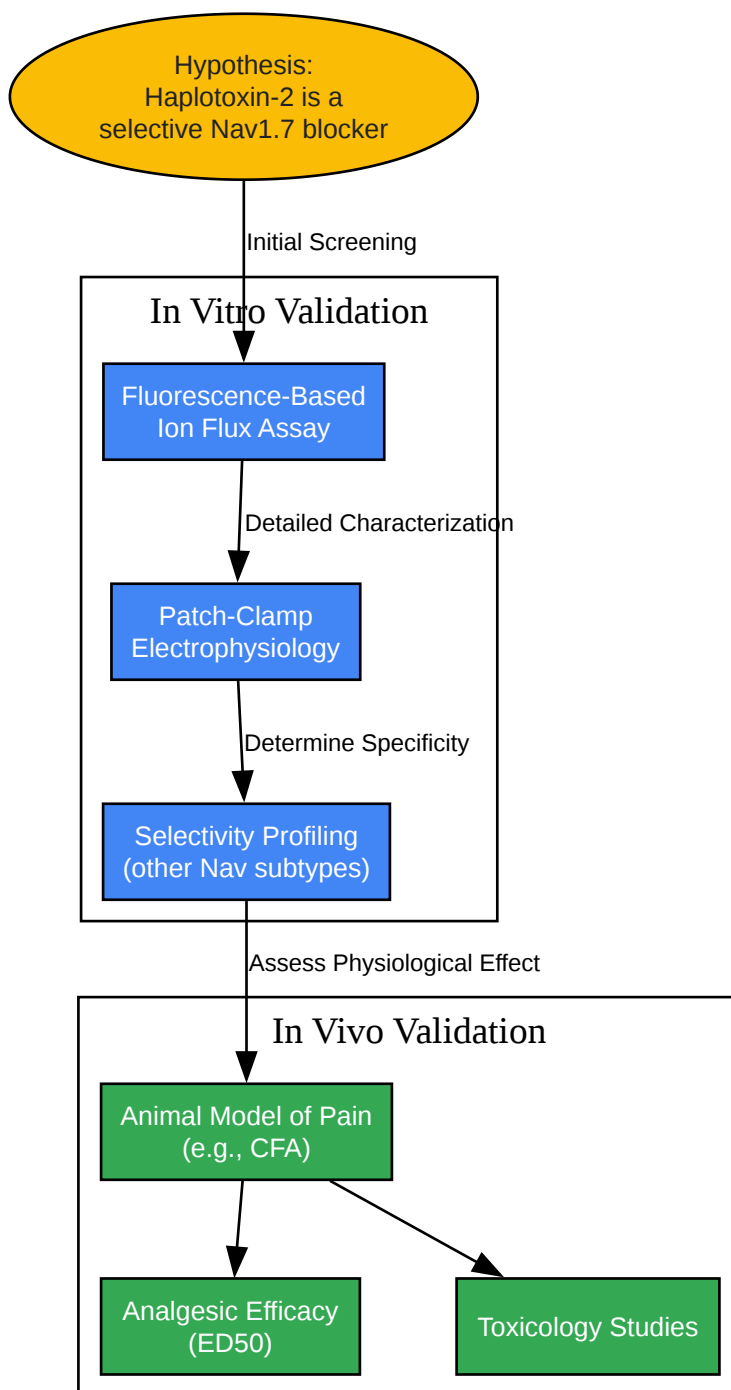 Hypothesis:
Haplotoxin-2 is a
selective Nav1.7 blocker
Initial Screening
In Vitro Validation
Fluorescence-Based
Ion Flux Assay
Detailed Characterization
Patch-Clamp
Electrophysiology
Determine Specificity
Selectivity Profiling
(other Nav subtypes)
Assess Physiological Effect
In Vivo Validation
Animal Model of Pain
(e.g., CFA)
Analgesic Efficacy
(ED50)
Toxicology Studies